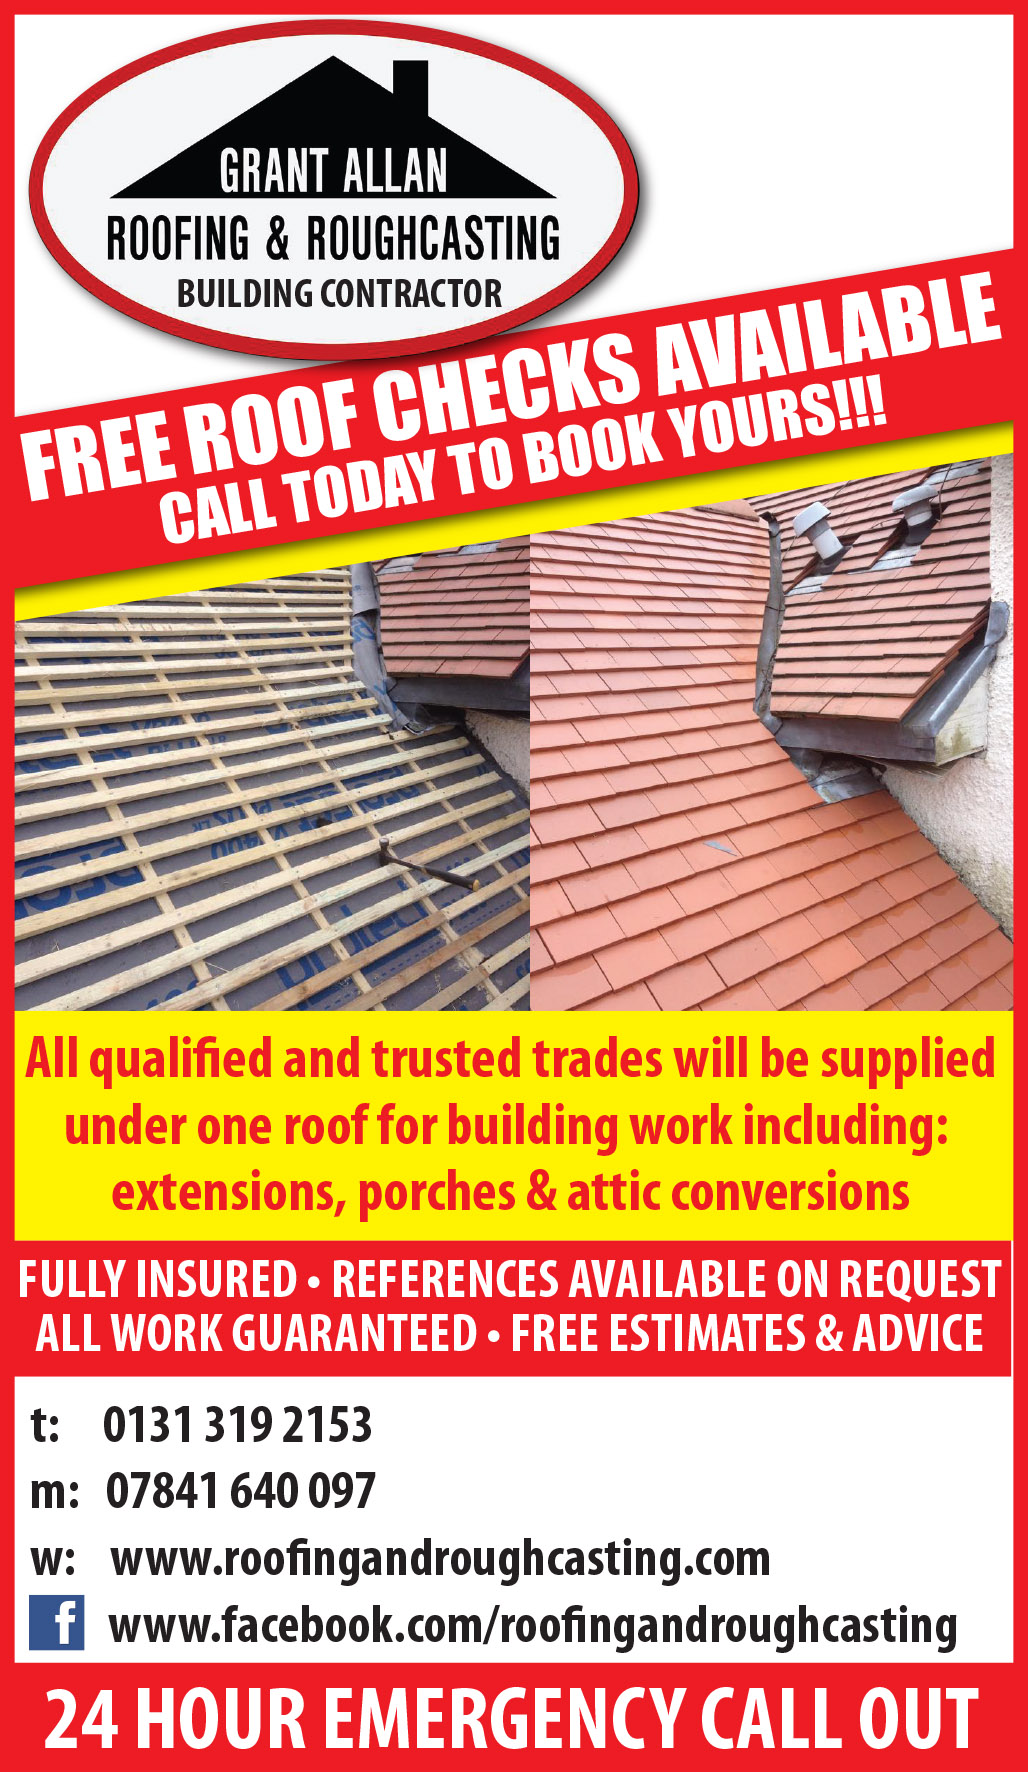 GRANT ALLAN
ROOFING & ROUGHCASTING
BUILDING CONTRACTOR
FREE ROOF CHECKS AVAILABLE
CALL TODAY TO BOOK YOURS!!!
All qualified and trusted trades will be supplied
under one roof for building work including:
extensions, porches & attic conversions
FULLY INSURED • REFERENCES AVAILABLE ON REQUEST
ALL WORK GUARANTEED • FREE ESTIMATES & ADVICE
t: 0131 319 2153
m: 07841 640 097
w: www.roofingandroughcasting.com
f www.facebook.com/roofingandroughcasting
24 HOUR EMERGENCY CALL OUT